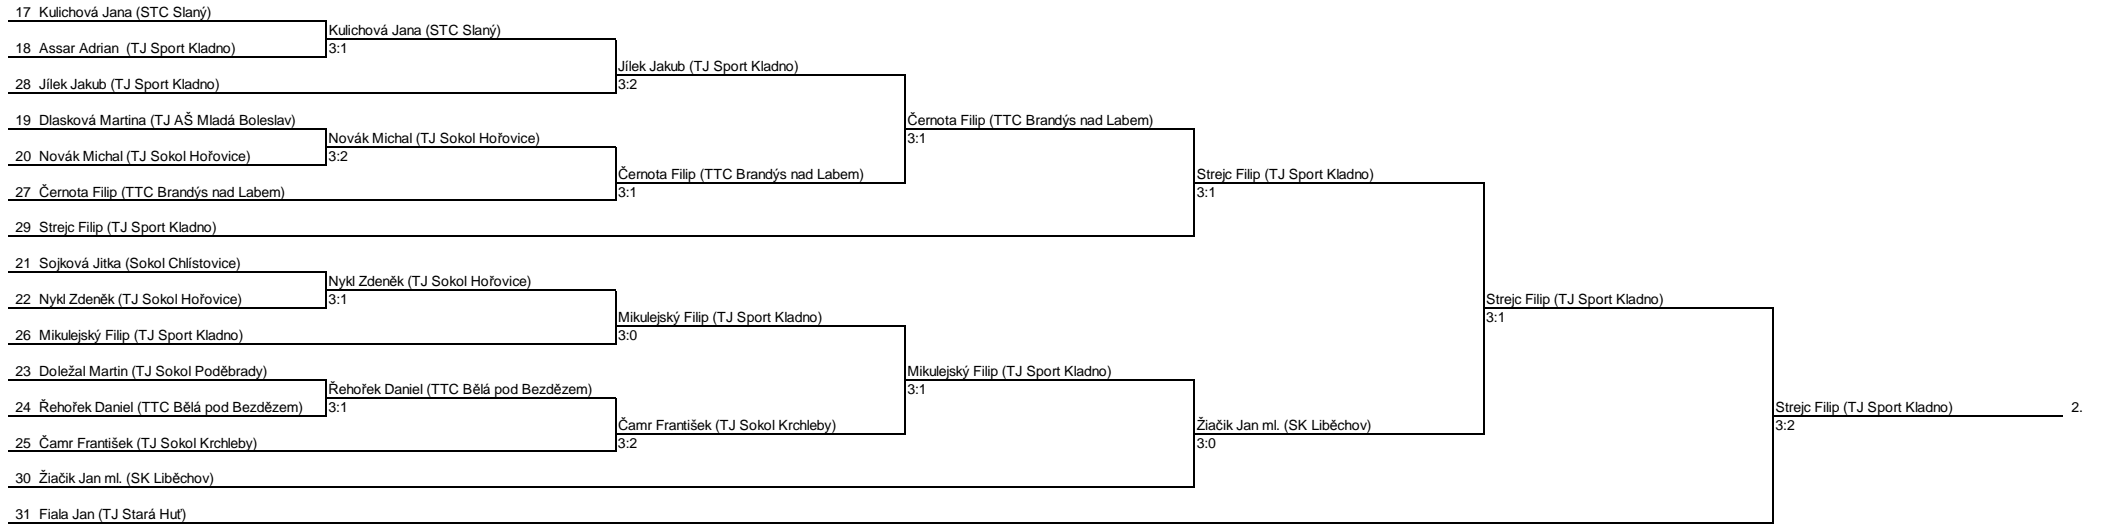 17 Kulichová Jana (STC Slaný)
Kulichová Jana (STC Slaný)
18 Assar Adrian (TJ Sport Kladno)
3:1
Jílek Jakub (TJ Sport Kladno)
28 Jílek Jakub (TJ Sport Kladno)
3:2
19 Dlasková Martina (TJ AŠ Mladá Boleslav)
Černota Filip (TTC Brandýs nad Labem)
Novák Michal (TJ Sokol Hořovice)
3:1
20 Novák Michal (TJ Sokol Hořovice)
3:2
Černota Filip (TTC Brandýs nad Labem)
Strejc Filip (TJ Sport Kladno)
27 Černota Filip (TTC Brandýs nad Labem)
3:1
3:1
29 Strejc Filip (TJ Sport Kladno)
21 Sojková Jitka (Sokol Chlístovice)
Nykl Zdeněk (TJ Sokol Hořovice)
22 Nykl Zdeněk (TJ Sokol Hořovice)
3:1
Strejc Filip (TJ Sport Kladno)
Mikulejský Filip (TJ Sport Kladno)
3:1
26 Mikulejský Filip (TJ Sport Kladno)
3:0
23 Doležal Martin (TJ Sokol Poděbrady)
Mikulejský Filip (TJ Sport Kladno)
Řehořek Daniel (TTC Bělá pod Bezdězem)
3:1
24 Řehořek Daniel (TTC Bělá pod Bezdězem)
3:1
Strejc Filip (TJ Sport Kladno) 2.
Čamr František (TJ Sokol Krchleby)
Žiačik Jan ml. (SK Liběchov)
3:2
25 Čamr František (TJ Sokol Krchleby)
3:2
3:0
30 Žiačik Jan ml. (SK Liběchov)
31 Fiala Jan (TJ Stará Huť)